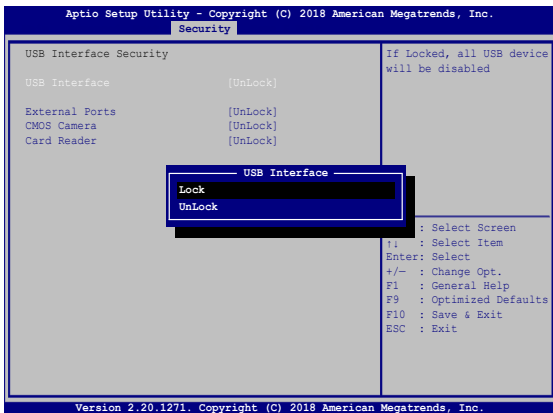 Aptio Setup Utility - Copyright (C) 2018 American Megatrends, Inc.
Security
USB Interface Security
USB Interface [UnLock]
External Ports [UnLock]
CMOS Camera [UnLock]
Card Reader [UnLock]
If Locked, all USB device
will be disabled
USB Interface
Lock
UnLock
: Select Screen
↑↓ : Select Item
Enter: Select
+/— : Change Opt.
F1 : General Help
F9 : Optimized Defaults
F10 : Save & Exit
ESC : Exit
Version 2.20.1271. Copyright (C) 2018 American Megatrends, Inc.